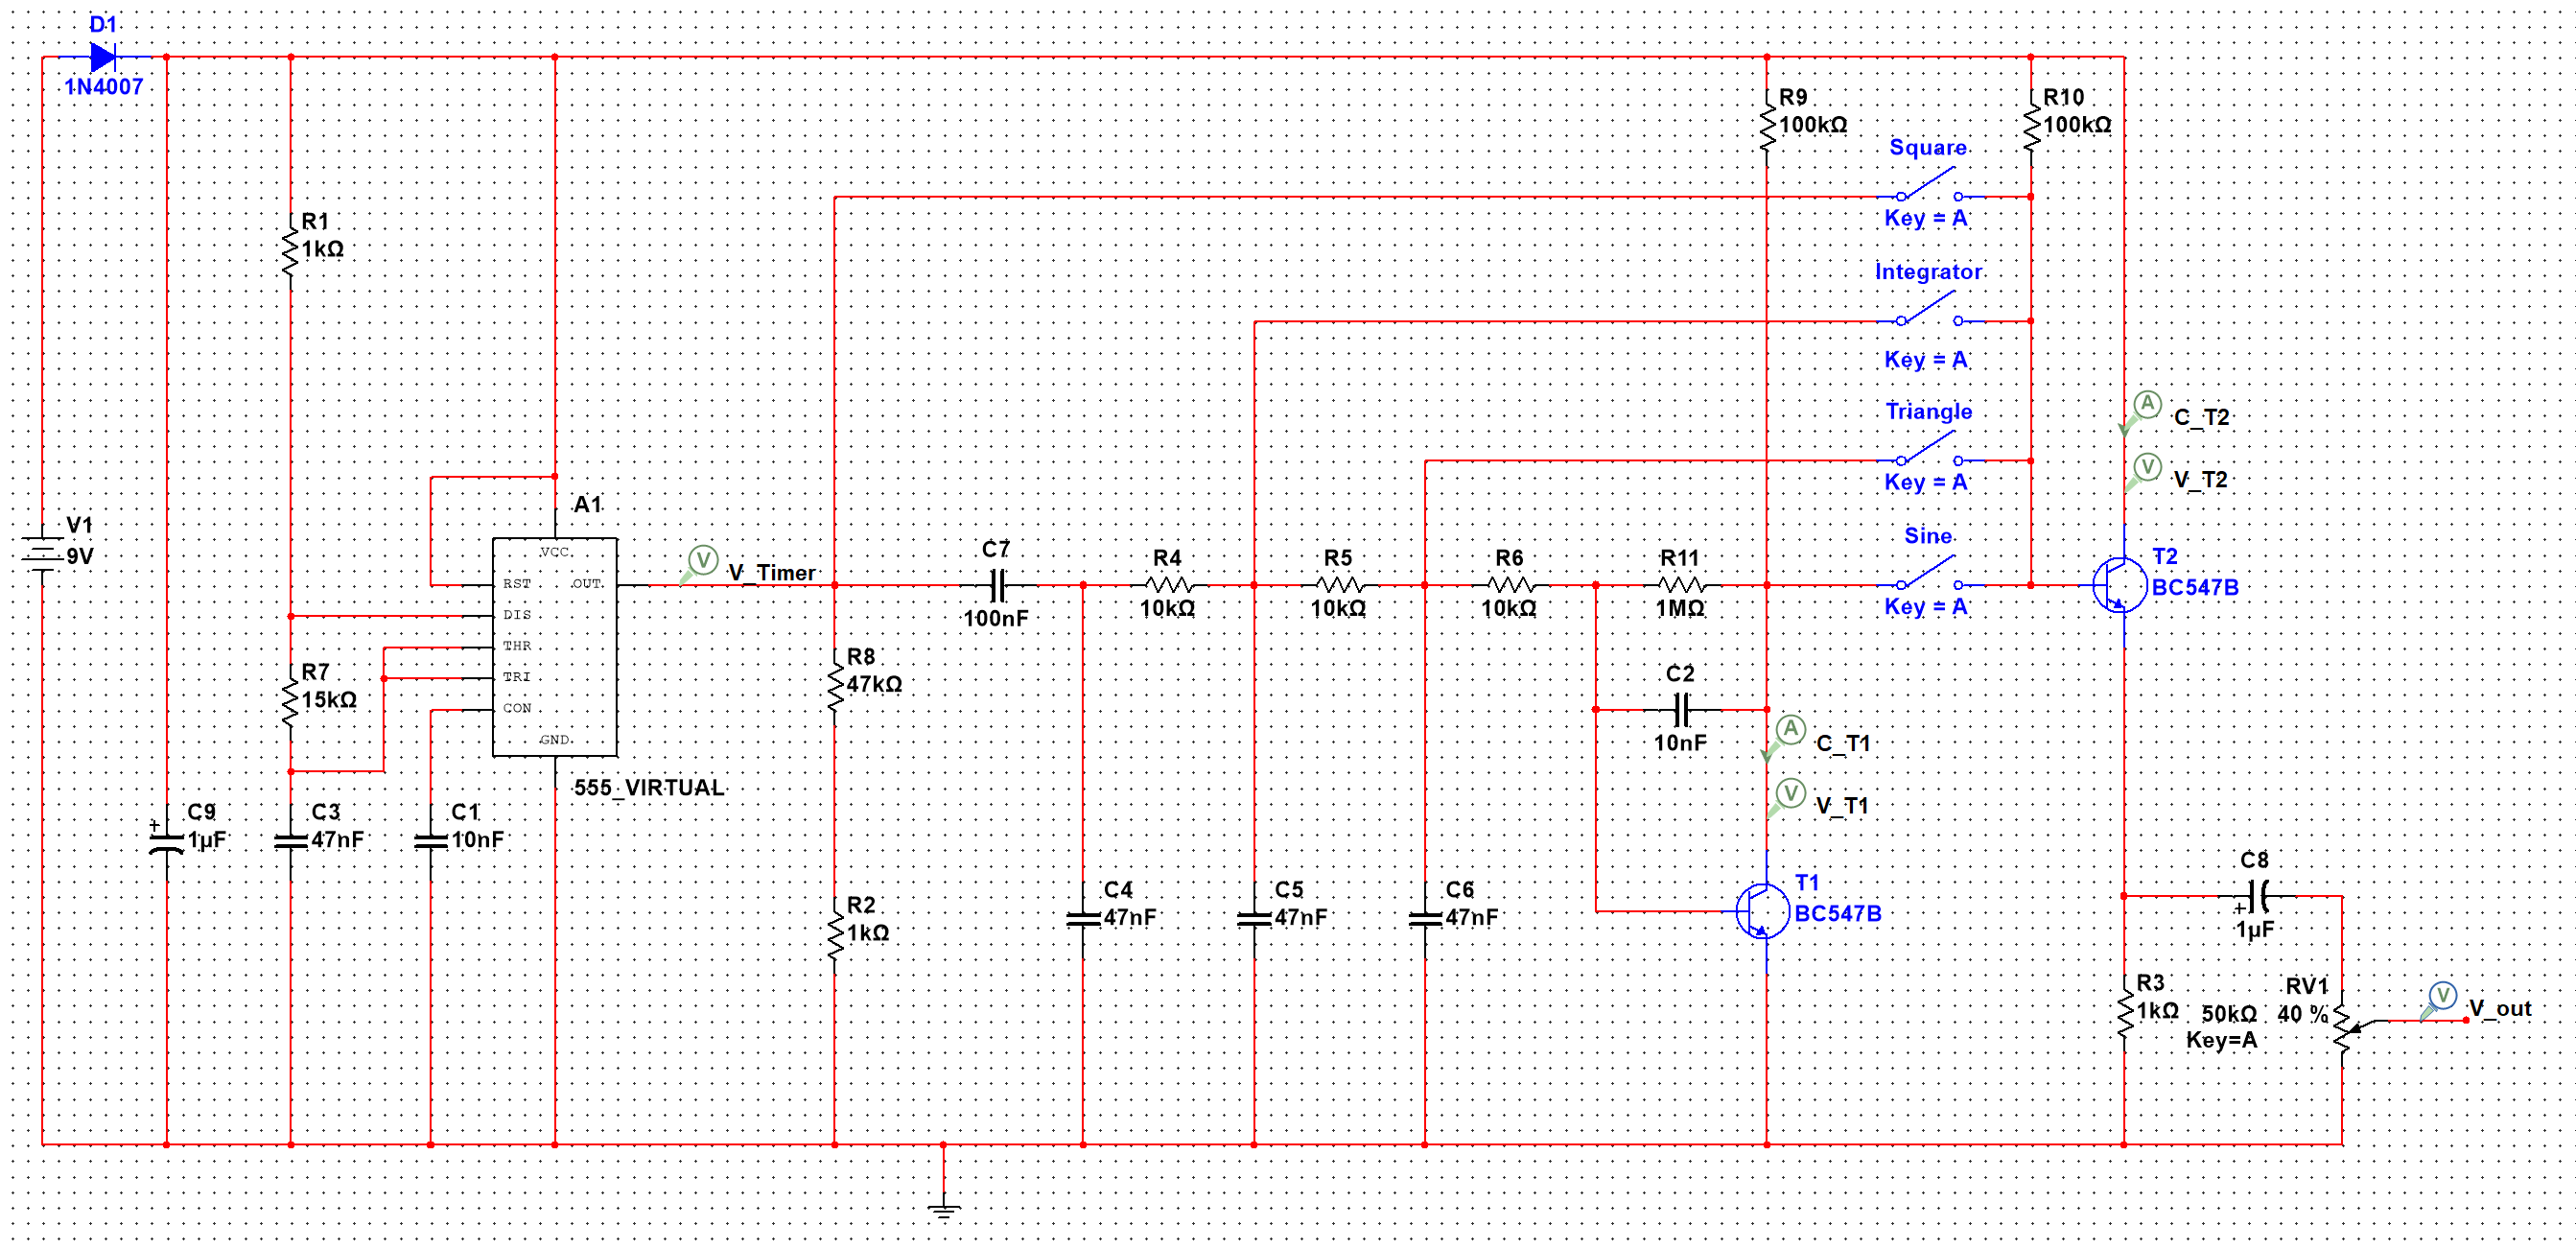 D1
1N4007
R9
100kΩ
R10
100kΩ
Square
Key = A
R1
1kΩ
Integrator
Key = A
Triangle
Key = A
A
C_T2
V
V_T2
V1
9V
A1
VCC
RST
OUT
DIS
THR
TRI
CON
GND
555_VIRTUAL
V
V_Timer
C7
100nF
R4
10kΩ
R5
10kΩ
R6
10kΩ
R11
1MΩ
Sine
Key = A
T2
BC547B
R7
15kΩ
R8
47kΩ
C2
10nF
A
C_T1
V
V_T1
C9
+
1µF
C3
47nF
C1
10nF
R2
1kΩ
C4
47nF
C5
47nF
C6
47nF
T1
BC547B
C8
+
1µF
R3
1kΩ
RV1
50kΩ
40 %
Key=A
V
V_out